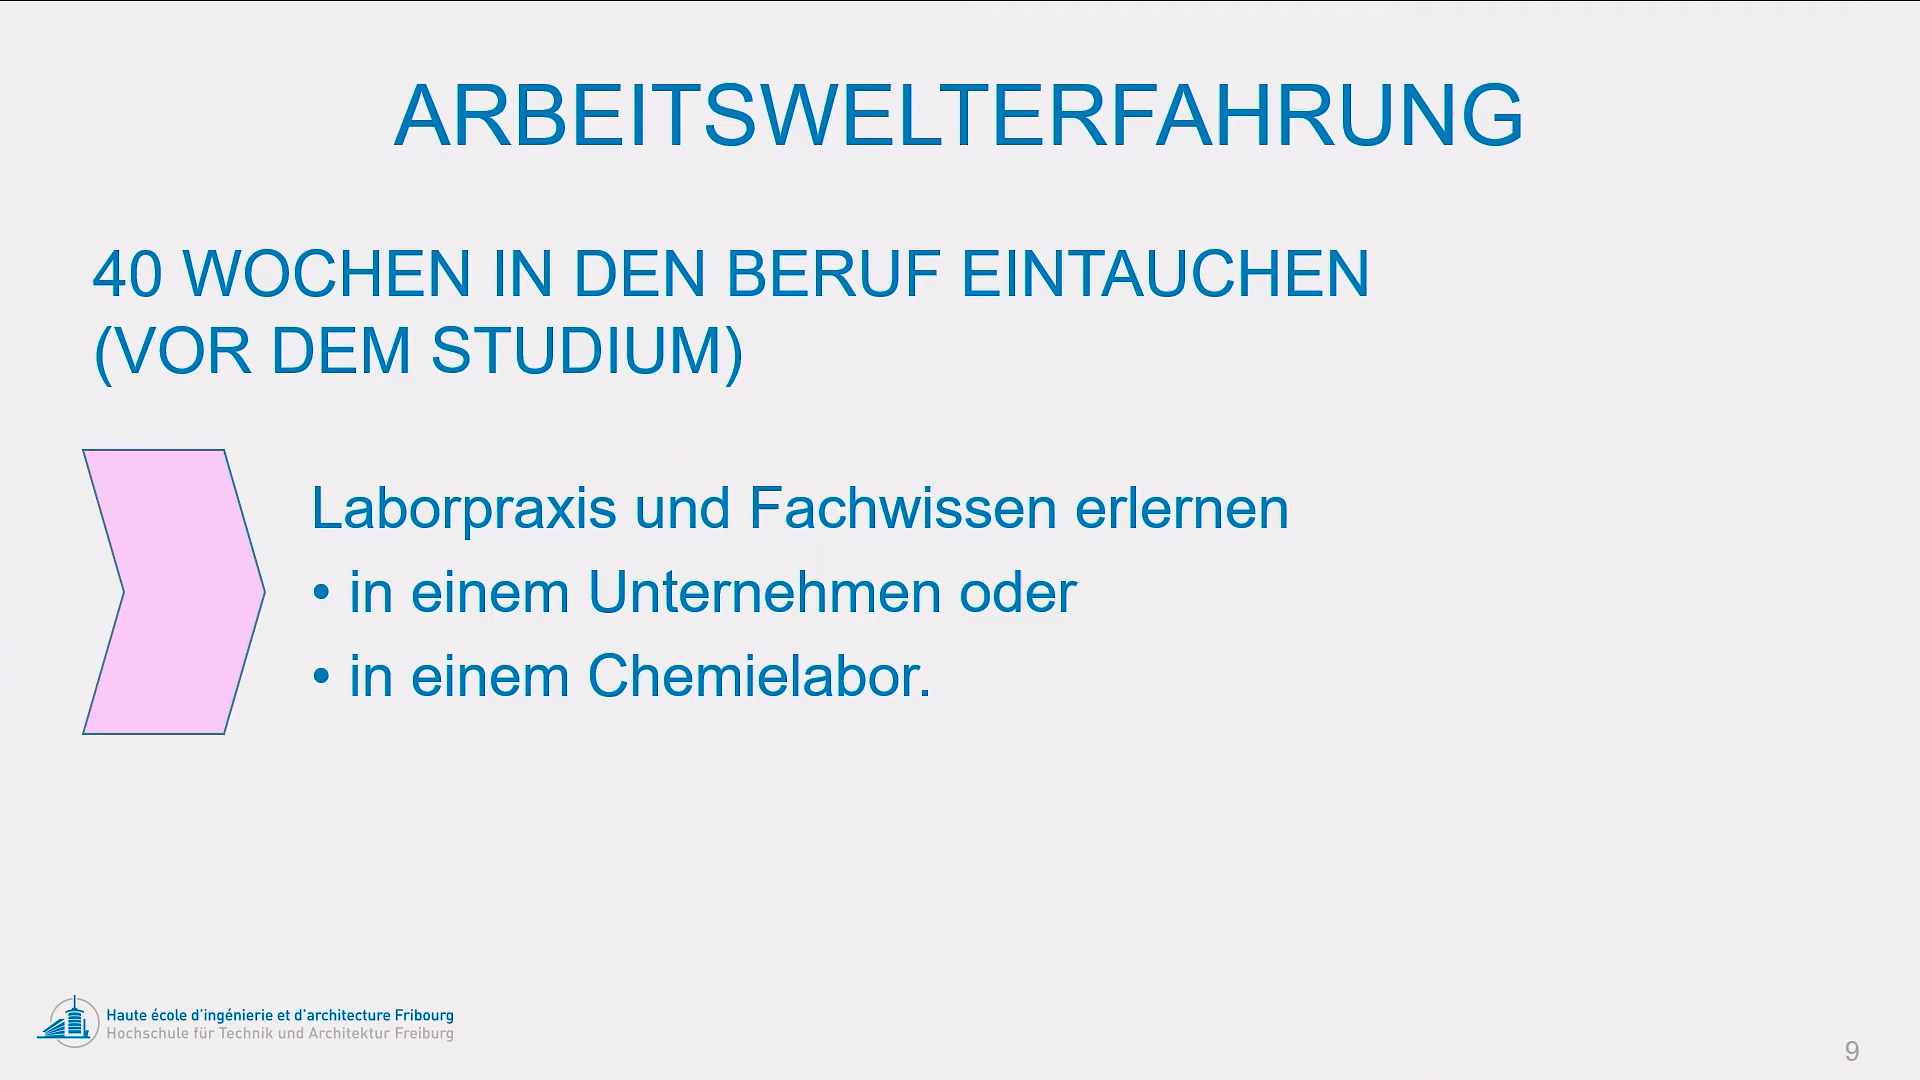 ARBEITSWELTERFAHRUNG
40 WOCHEN IN DEN BERUF EINTAUCHEN
(VOR DEM STUDIUM)
Laborpraxis und Fachwissen erlernen
• in einem Unternehmen oder
• in einem Chemielabor.
Haute école d'ingénierie et d'architecture Fribourg
Hochschule für Technik und Architektur Freiburg
9